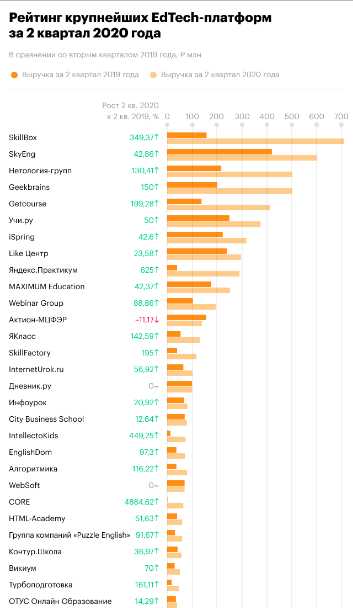 Рейтинг крупнейших EdTech-платформ
за 2 квартал 2020 года
В сравнении со вторым кварталом 2019 года, ₽ млн
Выручка за 2 квартал 2019 года Выручка за 2 квартал 2020 года
Рост 2 кв. 2020
к 2 кв. 2019, % 0 100 200 300 400 500 600 700
SkillBox 349,37↑
SkyEng 42,86↑
Нетология-групп 130,41↑
Geekbrains 150↑
Getcourse 199,28↑
Учи.ру 50↑
iSpring 42,6↑
Like Центр 23,58↑
Яндекс.Практикум 625↑
MAXIMUM Education 42,37↑
Webinar Group 88,86↑
Актион-МЦФЭР -11,17↓
ЯКласс 142,59↑
SkillFactory 195↑
InternetUrok.ru 56,92↑
Дневник.ру 0–
Инфоурок 20,92↑
City Business School 12,64↑
IntellectoKids 449,25↑
EnglishDom 97,3↑
Алгоритмика 116,22↑
WebSoft 0–
CORE 4884,62↑
HTML-Academy 51,63↑
Группа компаний «Puzzle English» 91,67↑
Контур.Школа 36,97↑
Викиум 70↑
Турбоподготовка 161,11↑
ОТУС Онлайн Образование 14,29↑